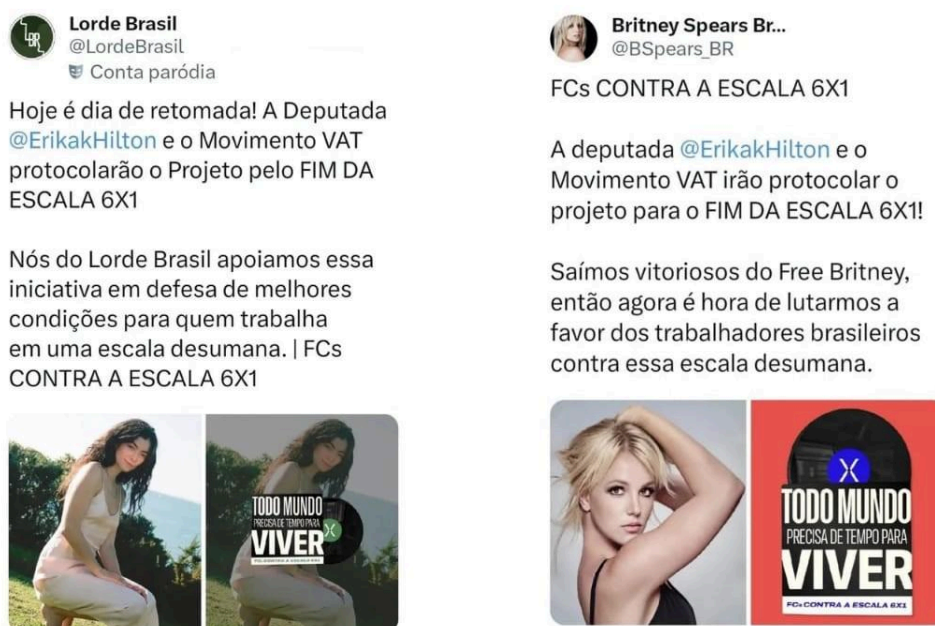 Lorde Brasil
@LordeBrasil
Conta paródia
Hoje é dia de retomada! A Deputada
@ErikakHilton e o Movimento VAT
protocolarão o Projeto pelo FIM DA
ESCALA 6X1
Nós do Lorde Brasil apoiamos essa
iniciativa em defesa de melhores
condições para quem trabalha
em uma escala desumana. | FCs
CONTRA A ESCALA 6X1
TODO MUNDO
PRECISA DE TEMPO PARA
VIVER
FCs CONTRA A ESCALA 6X1
Britney Spears Br...
@BSpears_BR
FCs CONTRA A ESCALA 6X1
A deputada @ErikakHilton e o
Movimento VAT irão protocolar o
projeto para o FIM DA ESCALA 6X1!
Saímos vitoriosos do Free Britney,
então agora é hora de lutarmos a
favor dos trabalhadores brasileiros
contra essa escala desumana.
TODO MUNDO
PRECISA DE TEMPO PARA
VIVER
FCs CONTRA A ESCALA 6X1